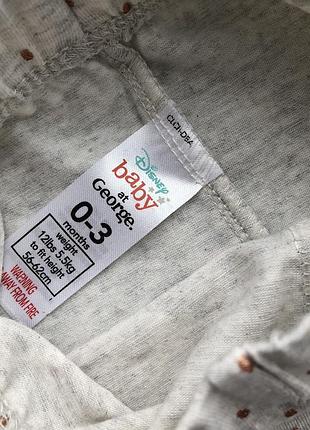 Disney
baby
at
George.
0-3
months
weight
12lbs 5.5kg
to fit height
56-62cm
WARNING
AWAY FROM FIRE